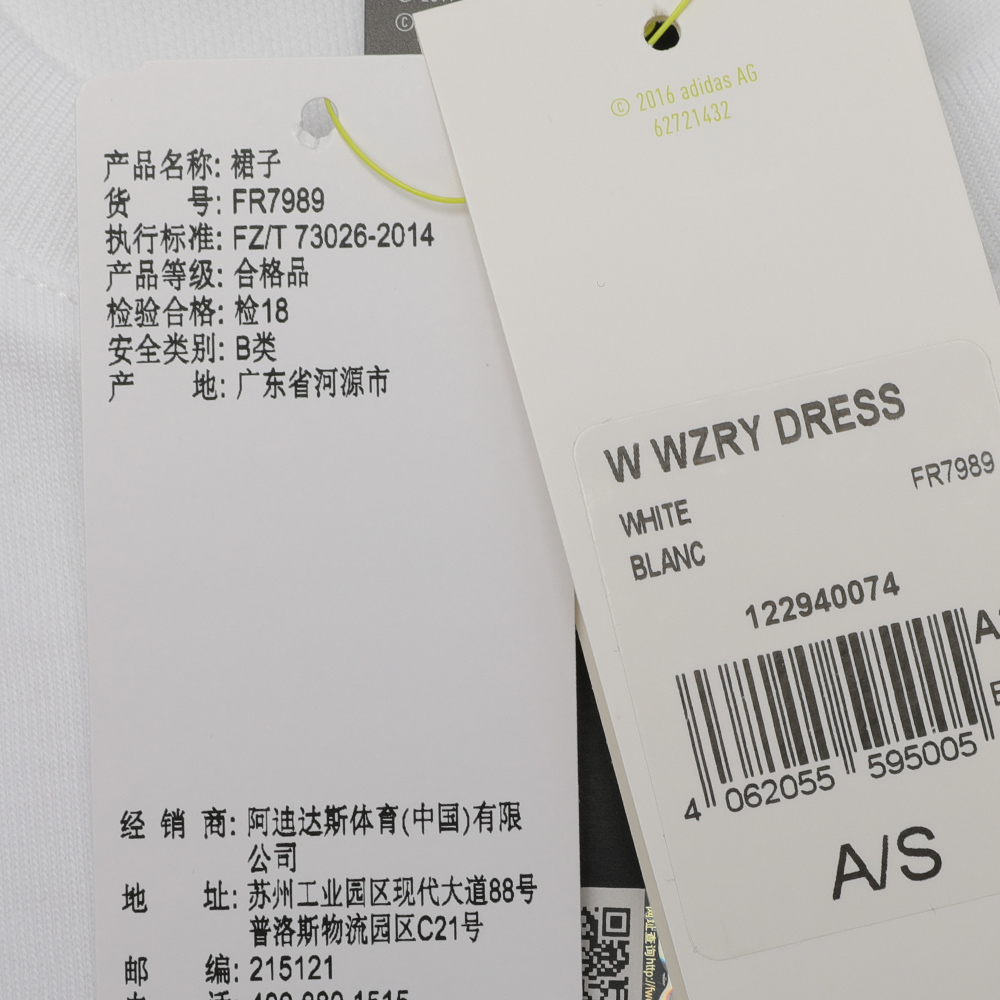 产品名称: 裙子
货 号: FR7989
执行标准: FZ/T 73026-2014
产品等级: 合格品
检验合格: 检18
安全类别: B类
产 地: 广东省河源市
经 销 商: 阿迪达斯体育(中国)有限
公司
地 址: 苏州工业园区现代大道88号
普洛斯物流园区C21号
邮 编: 215121
© 2016 adidas AG
62721432
W WZRY DRESS
FR7989
WHITE
BLANC
122940074
4 062055 595005
A/S